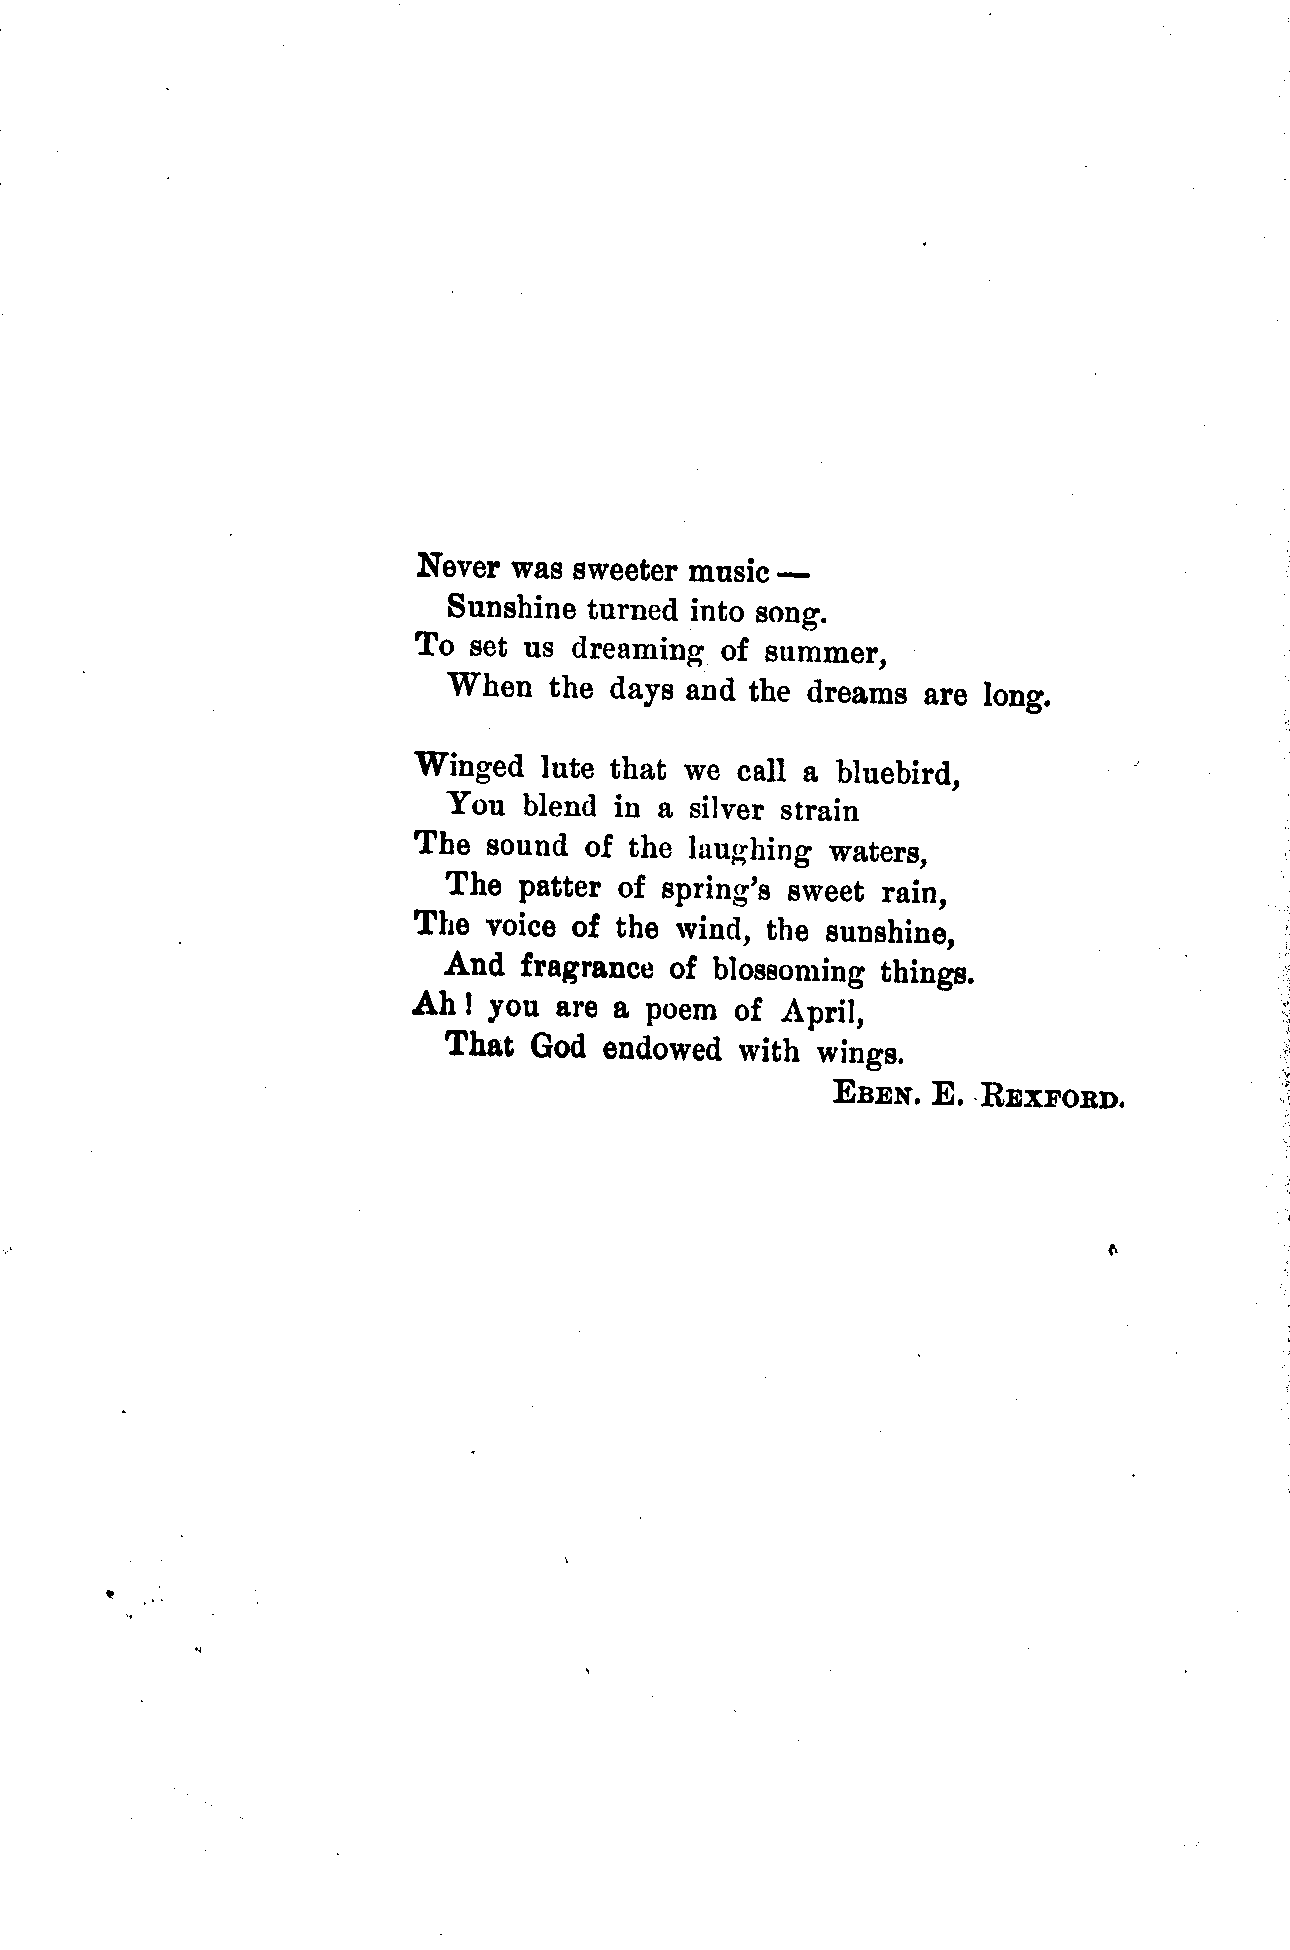 Never was sweeter music —
Sunshine turned into song.
To set us dreaming of summer,
When the days and the dreams are long.
Winged lute that we call a bluebird,
You blend in a silver strain
The sound of the laughing waters,
The patter of spring's sweet rain,
The voice of the wind, the sunshine,
And fragrance of blossoming things.
Ah! you are a poem of April,
That God endowed with wings.
EBEN. E. REXFORD.